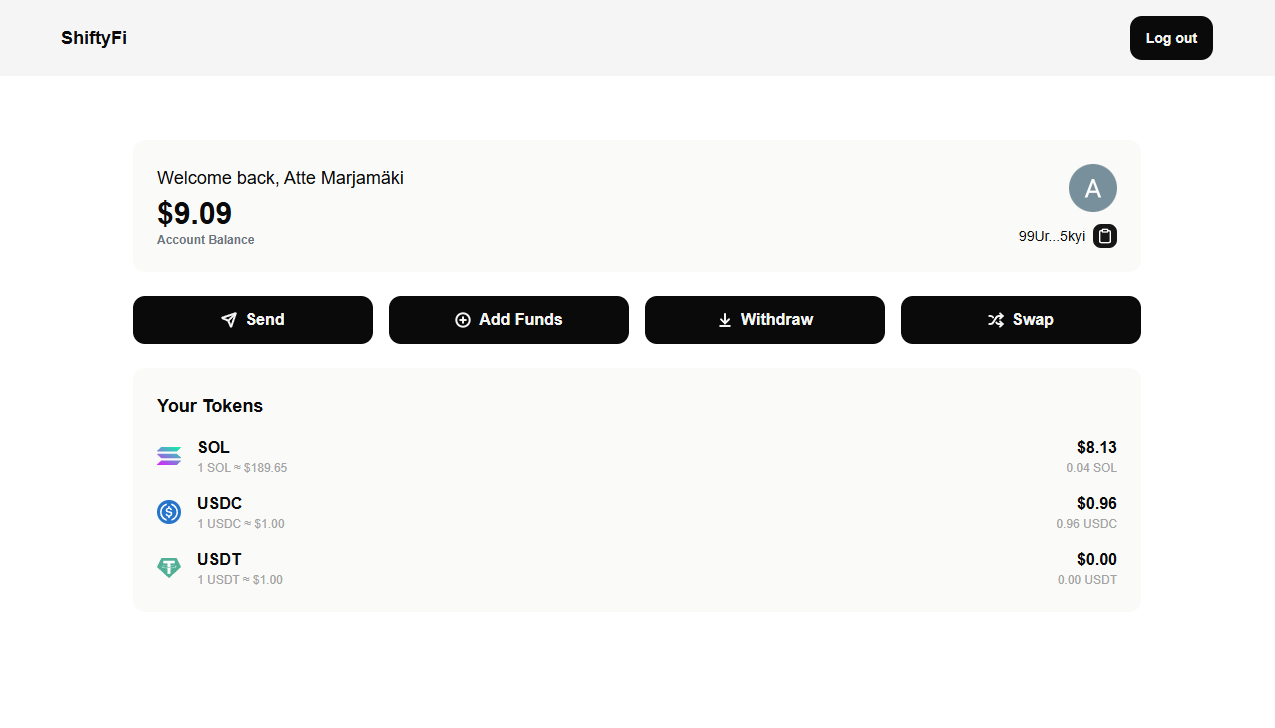 ShiftyFi
Log out
Welcome back, Atte Marjamäki
$9.09
Account Balance
A
99Ur...5kyi
Send
Add Funds
Withdraw
Swap
Your Tokens
SOL
$8.13
1 SOL ≈ $189.65
0.04 SOL
USDC
$0.96
1 USDC ≈ $1.00
0.96 USDC
USDT
$0.00
1 USDT ≈ $1.00
0.00 USDT